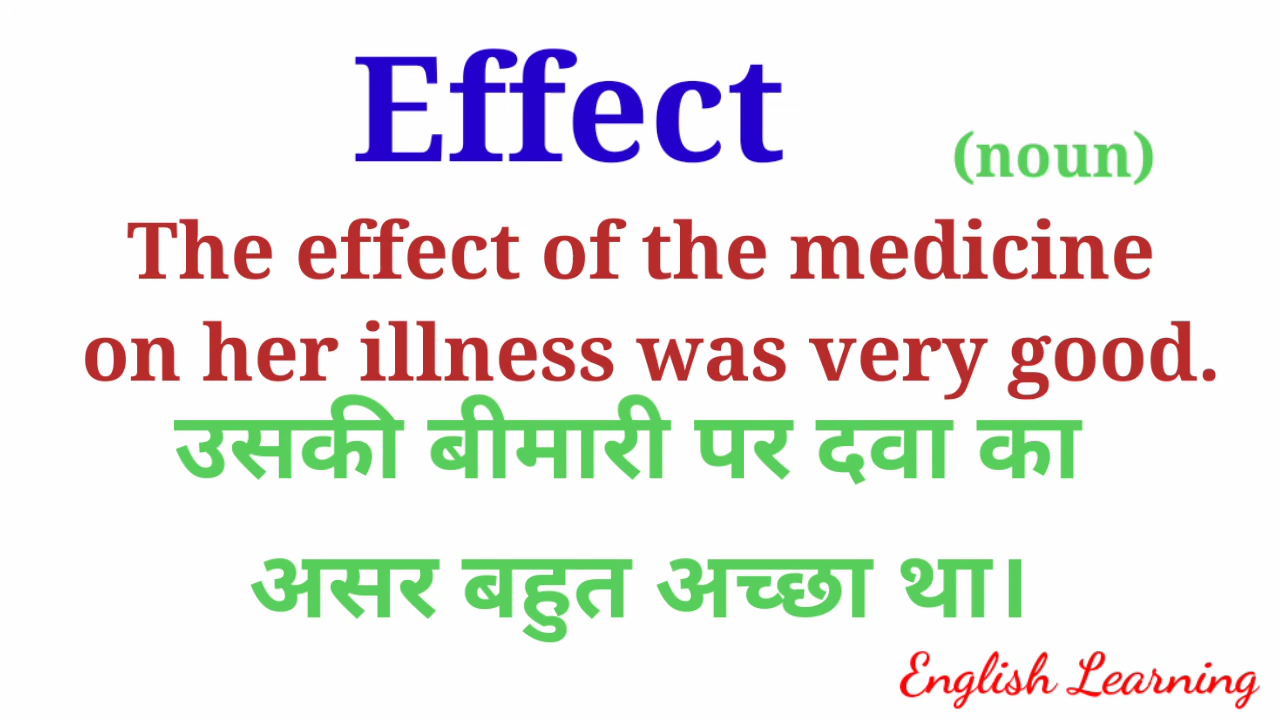 Effect
(noun)
The effect of the medicine
on her illness was very good.
उसकी बीमारी पर दवा का
असर बहुत अच्छा था।
English Learning